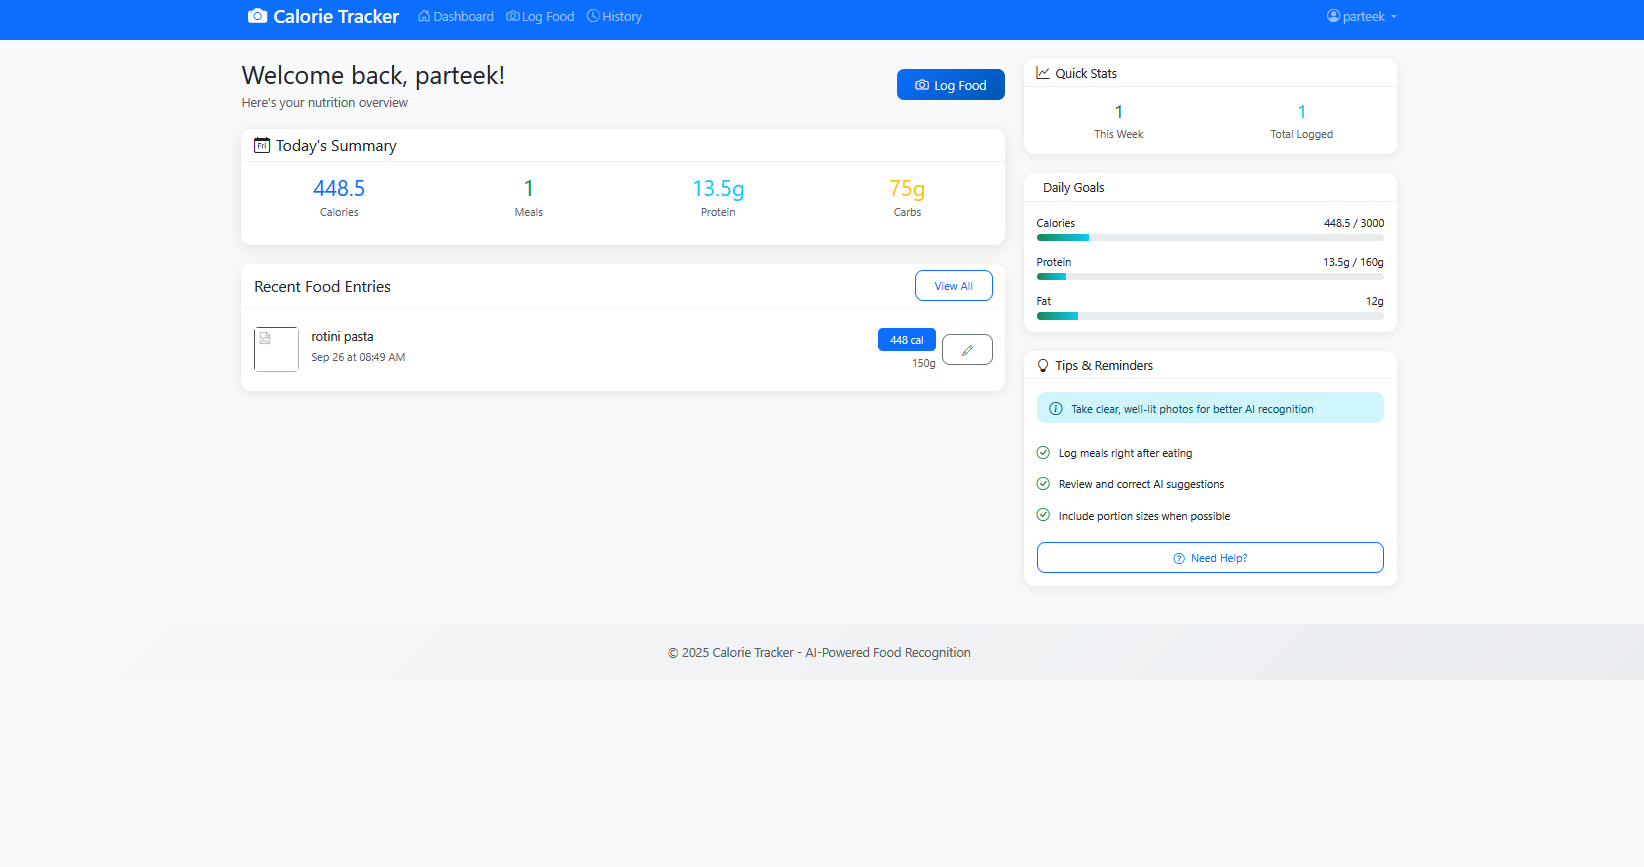 Calorie Tracker
Dashboard
Log Food
History
parteek
Welcome back, parteek!
Here's your nutrition overview
Log Food
Fri
Today's Summary
448.5
Calories
1
Meals
13.5g
Protein
75g
Carbs
Recent Food Entries
View All
rotini pasta
Sep 26 at 08:49 AM
448 cal
150g
Quick Stats
1
This Week
1
Total Logged
Daily Goals
Calories
448.5 / 3000
Protein
13.5g / 160g
Fat
12g
Tips & Reminders
Take clear, well-lit photos for better AI recognition
Log meals right after eating
Review and correct AI suggestions
Include portion sizes when possible
Need Help?
© 2025 Calorie Tracker - AI-Powered Food Recognition